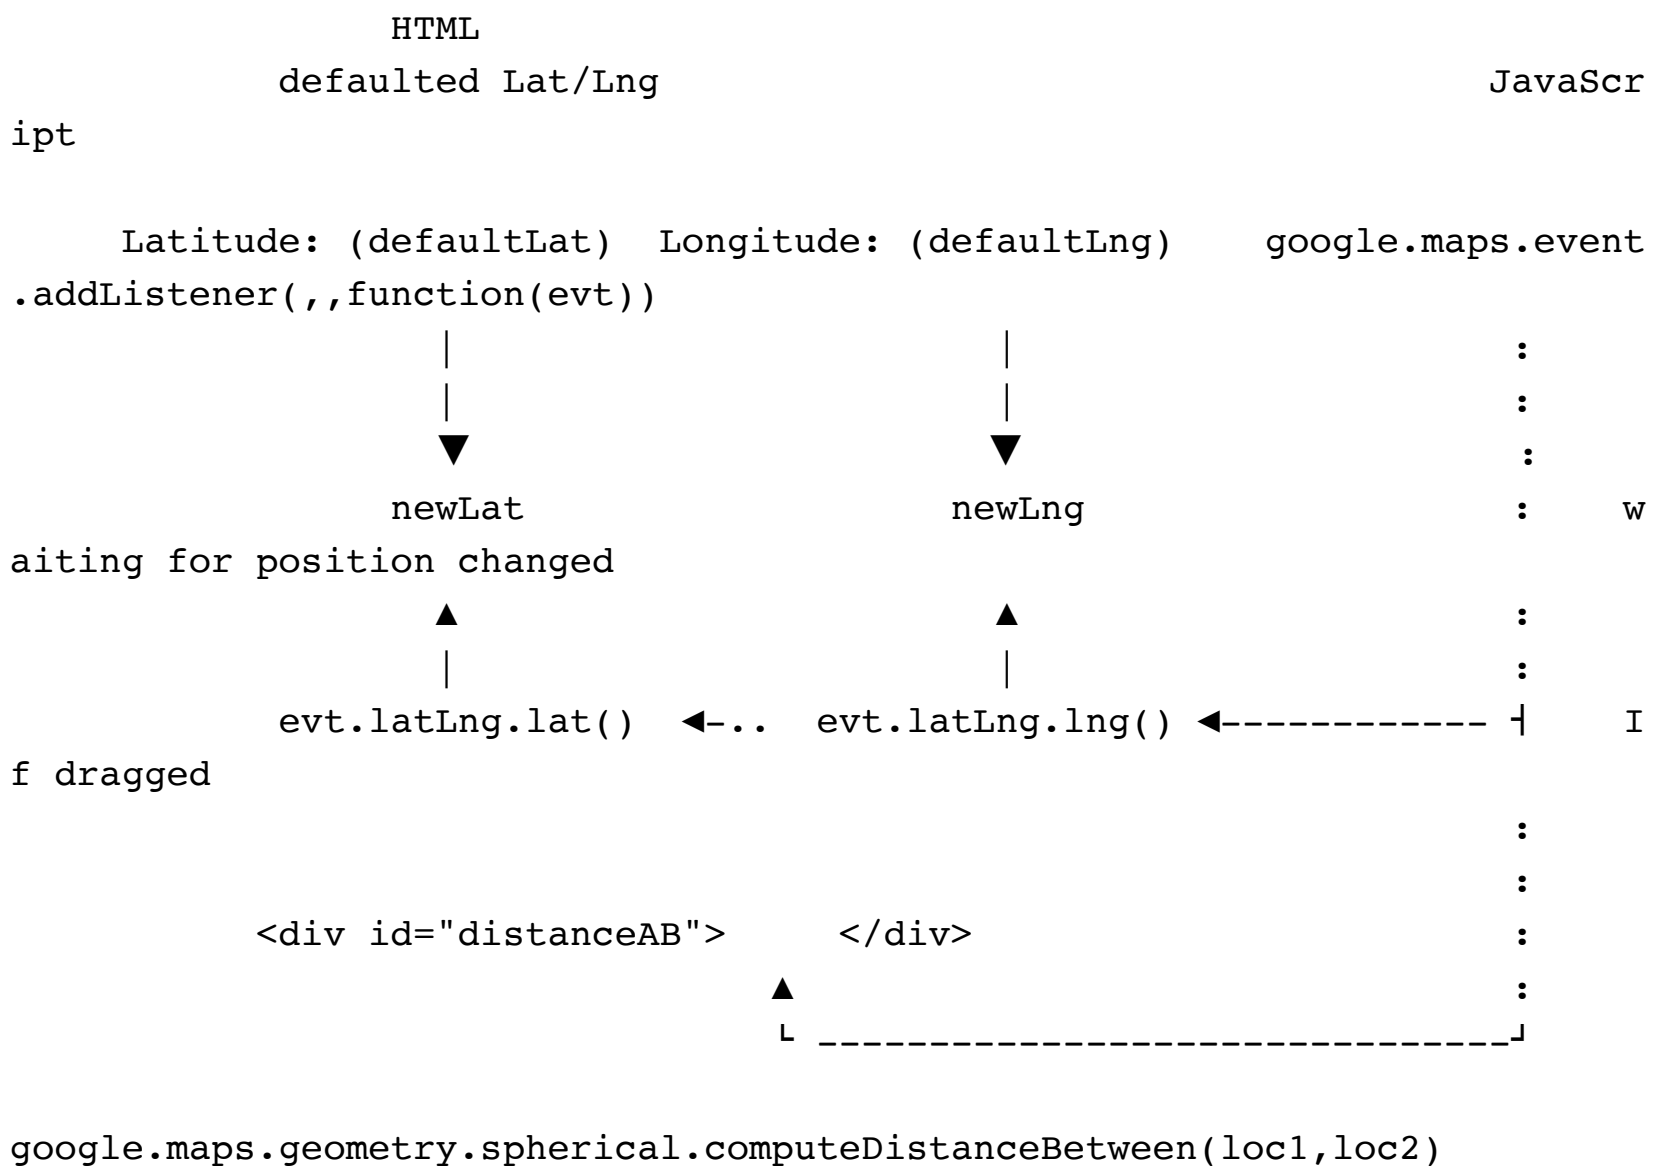 HTML
defaulted Lat/Lng JavaScr
ipt
Latitude: (defaultLat) Longitude: (defaultLng) google.maps.event
.addListener(,,function(evt))
| | :
| | :
▼ ▼ :
newLat newLng : w
aiting for position changed
▲ ▲ :
| | :
evt.latLng.lat() ◄-.. evt.latLng.lng() ◄------------ ┤ I
f dragged
:
:
<div id="distanceAB"> </div> :
▲ :
└ -------------------------------┘
google.maps.geometry.spherical.computeDistanceBetween(loc1,loc2)